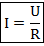 I = U/R